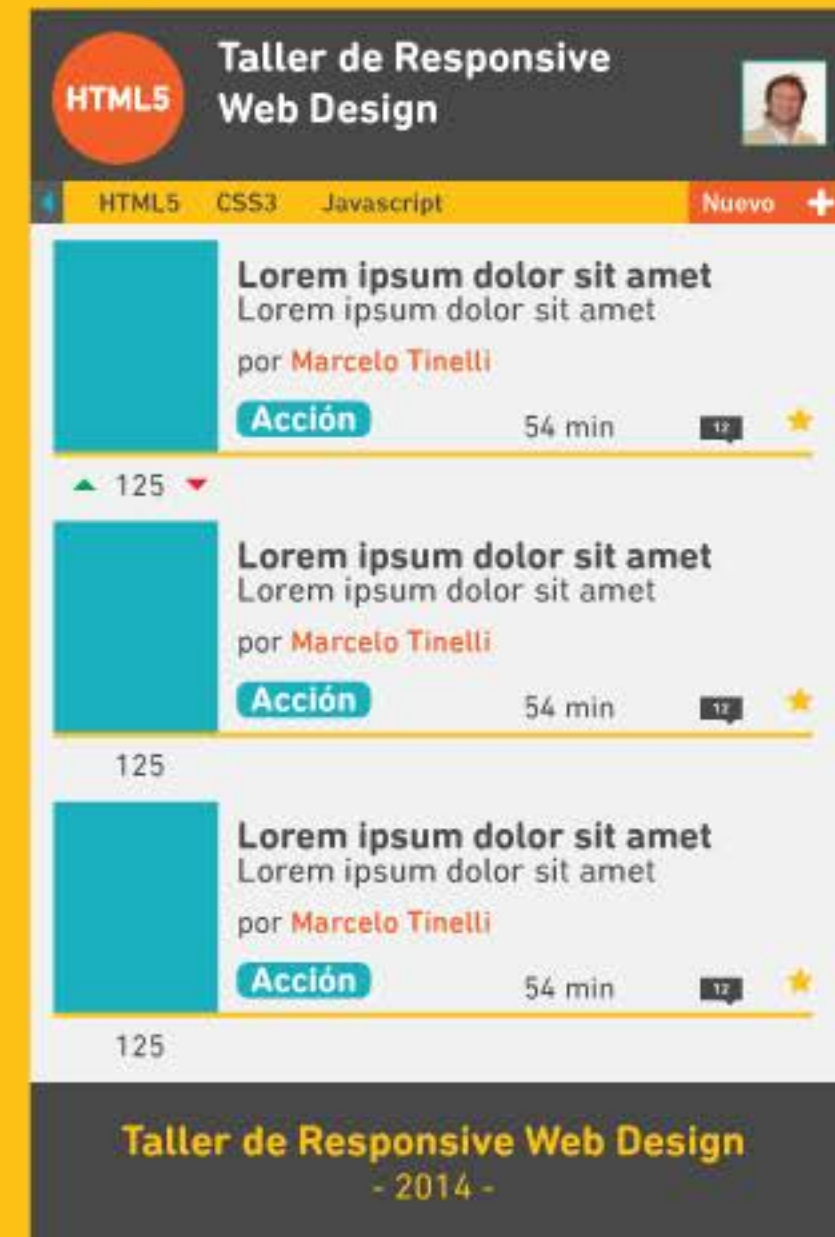 HTML5
Taller de Responsive
Web Design
HTML5 CSS3 Javascript Nuevo +
Lorem ipsum dolor sit amet
Lorem ipsum dolor sit amet
por Marcelo Tinelli
Acción 54 min 12
125
Lorem ipsum dolor sit amet
Lorem ipsum dolor sit amet
por Marcelo Tinelli
Acción 54 min 12
125
Lorem ipsum dolor sit amet
Lorem ipsum dolor sit amet
por Marcelo Tinelli
Acción 54 min 12
125
Taller de Responsive Web Design
- 2014 -